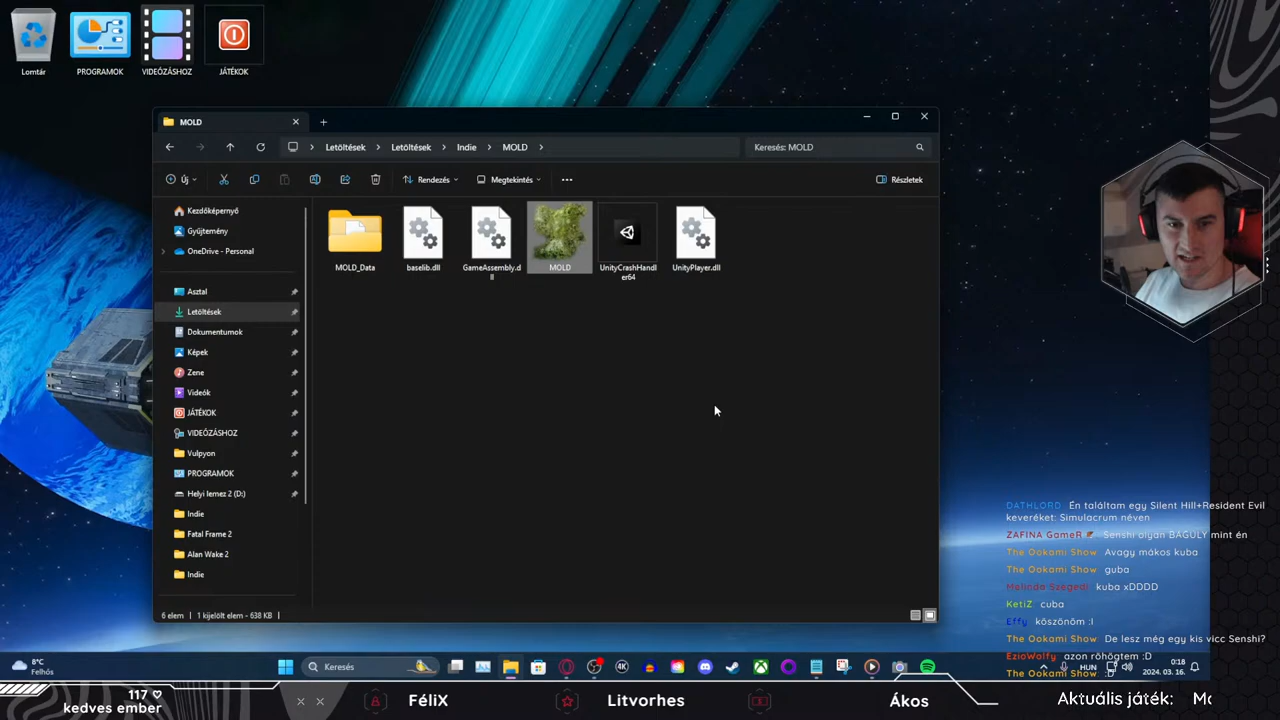 Lomtár
PROGRAMOK
VIDEÓZÁSHOZ
JÁTÉKOK
MOLD
Letöltések
Letöltések
Indie
MOLD
Keresés: MOLD
Új
Rendezés
Megtekintés
Részletek
Kezdőképernyő
Gyűjtemény
OneDrive - Personal
Asztal
Letöltések
Dokumentumok
Képek
Zene
Videók
JÁTÉKOK
VIDEÓZÁSHOZ
Vulpyon
PROGRAMOK
Helyi lemez 2 (D:)
Indie
Fatal Frame 2
Alan Wake 2
Indie
MOLD_Data
baselib.dll
GameAssembly.d
ll
MOLD
UnityCrashHandl
er64
UnityPlayer.dll
6 elem
1 kijelölt elem - 638 KB
DATHLORD Én találtam egy Silent Hill+Resident Evil
keveréket: Simulacrum néven
ZAFINA GameR Senshi olyan BAGULY mint én
The Ookami Show Avagy mákos kuba
The Ookami Show guba
Melinda Szegedi kuba xDDDD
KetiZ cuba
Effy köszönöm :I
The Ookami Show De lesz még egy kis vicc Senshi?
EzioWolfy azon röhögtem :D
The Ookami Show :D
8°C
Felhős
Keresés
4K
HUN
0:18
2024. 03. 16.
117
kedves ember
FéliX
Litvorhes
Ákos
Aktuális játék: